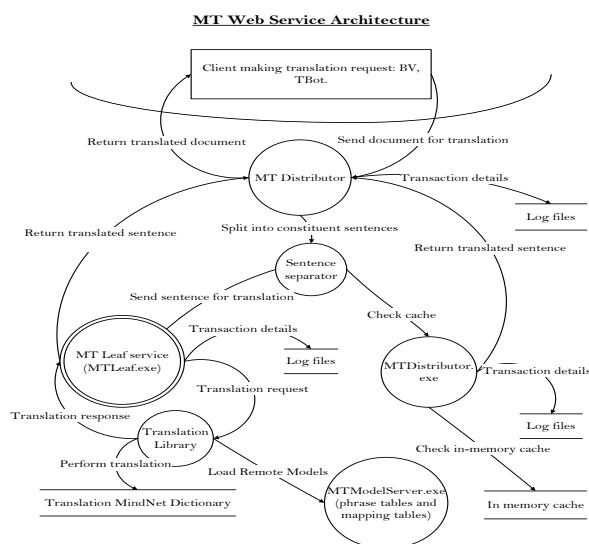 MT Web Service Architecture
Client making translation request: BV,
TBot.
Return translated document
Send document for translation
MT Distributor
Transaction details
Log files
Return translated sentence
Split into constituent sentences
Return translated sentence
Sentence
separator
Send sentence for translation
Check cache
Transaction details
MT Leaf service
(MTLeaf.exe)
Log files
MTDistributor.
exe
Transaction details
Translation request
Translation response
Log files
Translation
Library
Check in-memory cache
Perform translation
Load Remote Models
MTModelServer.exe
(phrase tables and
mapping tables)
Translation MindNet Dictionary
In memory cache